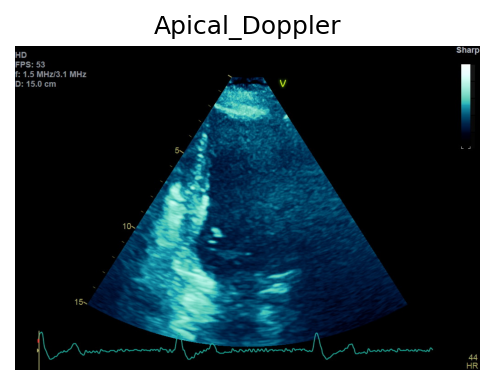 Apical_Doppler
HD
FPS: 53
f: 1.5 MHz/3.1 MHz
D: 15.0 cm
Sharp
V
5
10
15
44
HR